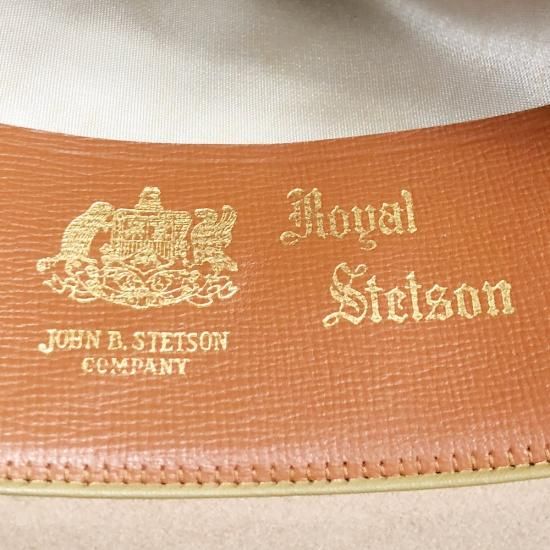 JOHN B. STETSON
COMPANY
Royal
Stetson